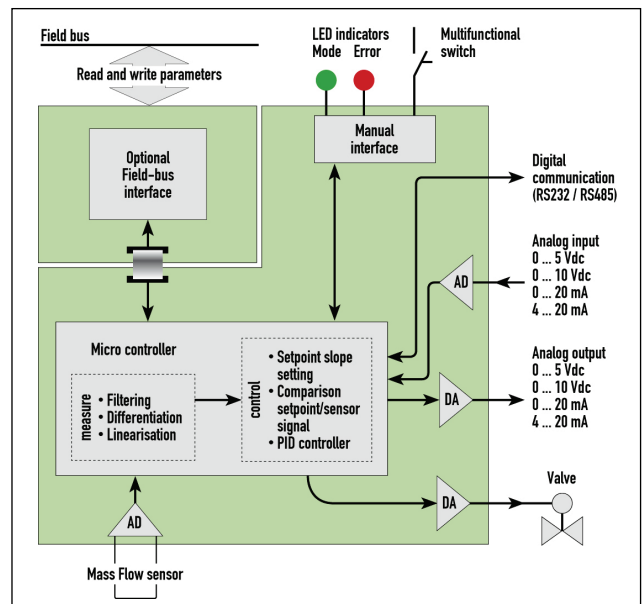 Field bus
Read and write parameters
LED indicators
Mode Error
Multifunctional
switch
Optional
Field-bus
interface
Manual
interface
Digital
communication
(RS232 / RS485)
Analog input
0 ... 5 Vdc
0 ... 10 Vdc
0 ... 20 mA
4 ... 20 mA
AD
Micro controller
measure
• Filtering
• Differentiation
• Linearisation
control
• Setpoint slope
setting
• Comparison
setpoint/sensor
signal
• PID controller
Analog output
0 ... 5 Vdc
0 ... 10 Vdc
0 ... 20 mA
4 ... 20 mA
DA
DA
Valve
AD
Mass Flow sensor